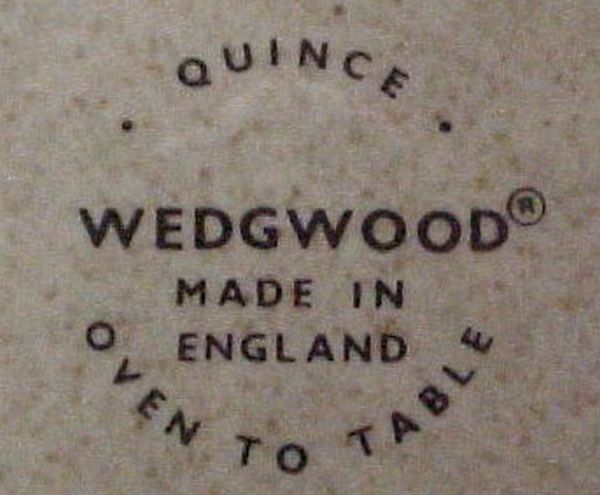 QUINCE
WEDGWOOD®
MADE IN
ENGLAND
OVEN TO TABLE